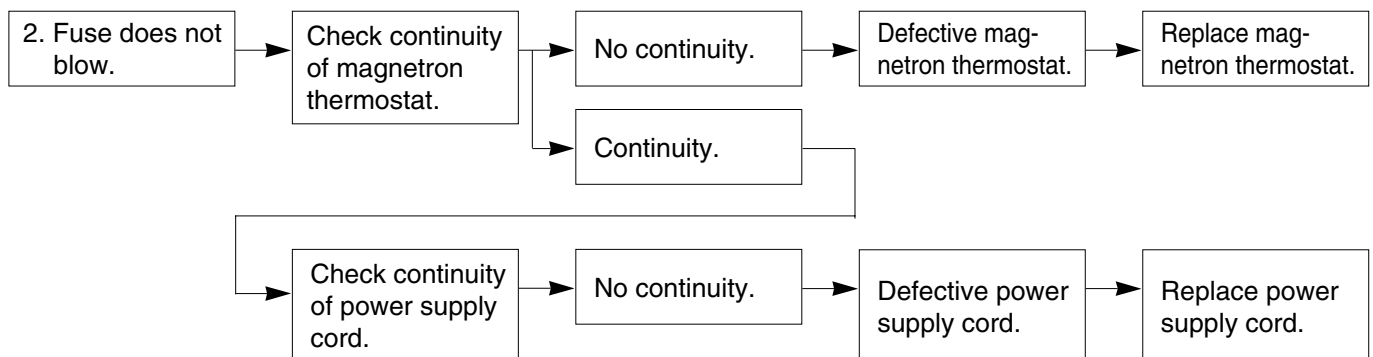 2. Fuse does not
blow.
Check continuity
of magnetron
thermostat.
No continuity.
Defective mag-
netron thermostat.
Replace mag-
netron thermostat.
Continuity.
Check continuity
of power supply
cord.
No continuity.
Defective power
supply cord.
Replace power
supply cord.